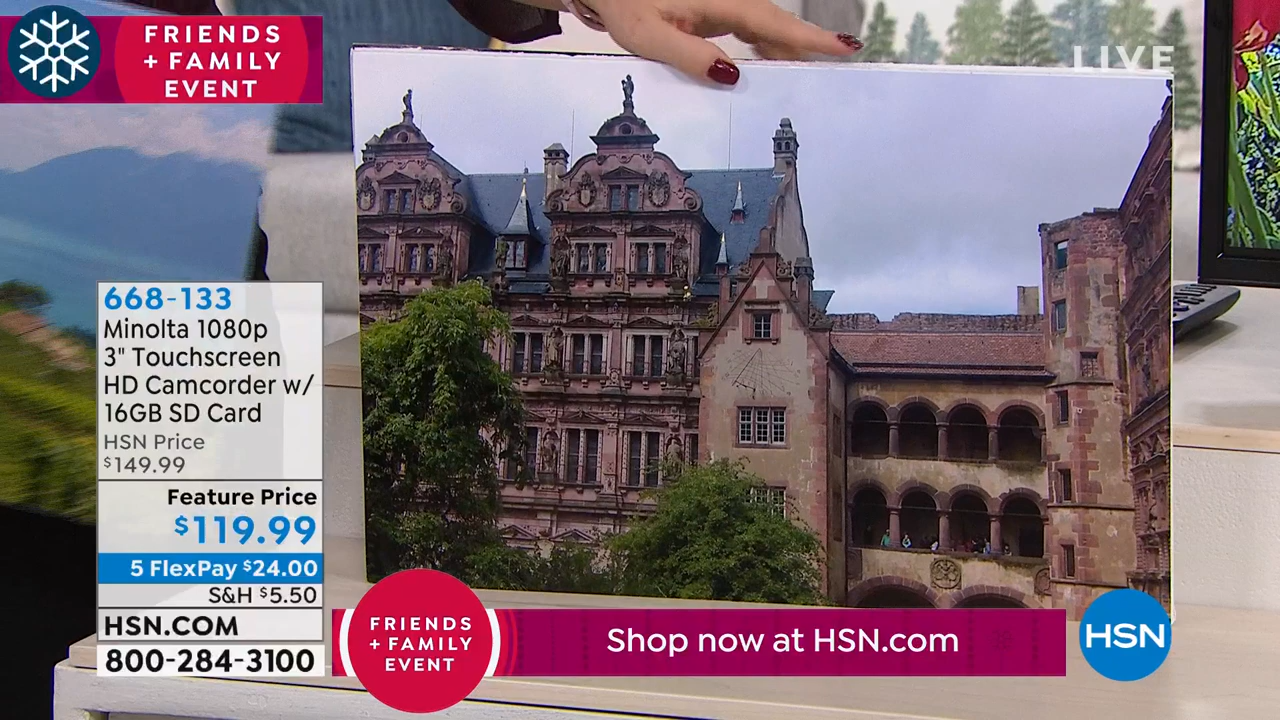 FRIENDS
+ FAMILY
EVENT
LIVE
668-133
Minolta 1080p
3" Touchscreen
HD Camcorder w/
16GB SD Card
HSN Price
$149.99
Feature Price
$119.99
5 FlexPay $24.00
S&H $5.50
HSN.COM
800-284-3100
FRIENDS
+ FAMILY
EVENT
Shop now at HSN.com
HSN